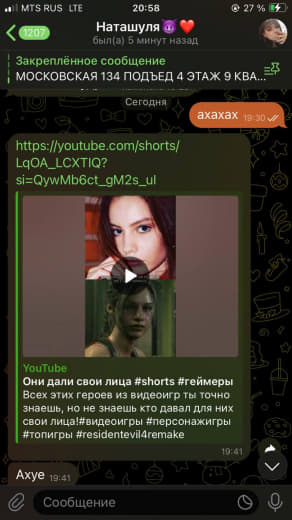 MTS RUS LTE 20:58 27 %
1207
Наташуля😈❤️
был(а) 5 минут назад
Закреплённое сообщение
МОСКОВСКАЯ 134 ПОДЪЕД 4 ЭТАЖ 9 КВА...
Сегодня
ахахах 19:30
https://youtube.com/shorts/
LqOA_LCXTIQ?
si=QywMb6ct_gM2s_ul
YouTube
Они дали свои лица #shorts #геймеры
Всех этих героев из видеоигр ты точно
знаешь, но не знаешь кто давал для них
свои лица!#видеоигры #персонажигры
#топигры #residentevil4remake
19:41
Ахуе 19:41
Сообщение